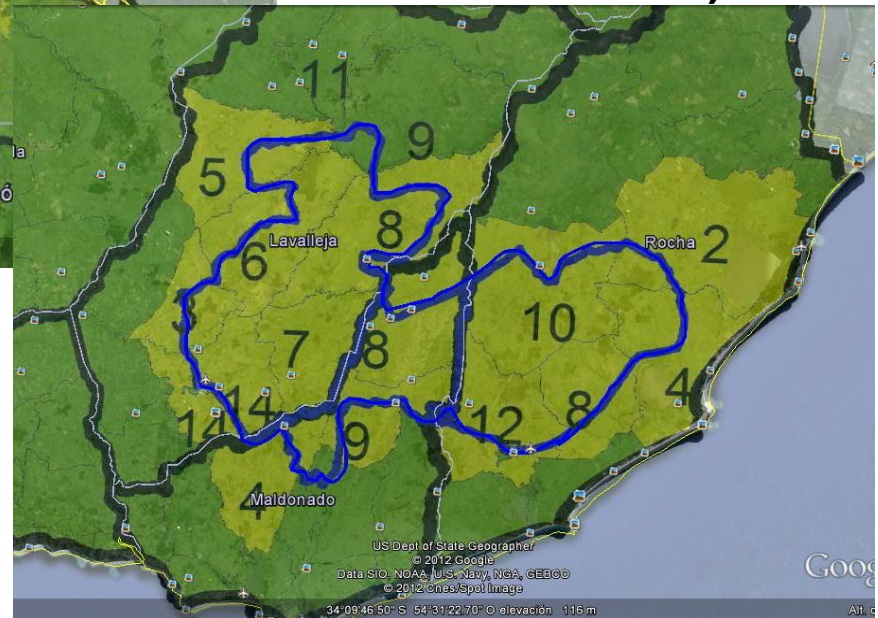 11
9
5
8
Lavalleja
Rocha
2
6
10
7
8
4
14
14
9
12
8
4
Maldonado
US Dept of State Geographer
© 2012 Google
Data SIO, NOAA, U.S. Navy, NGA, GEBCO
© 2012 Cnes/Spot Image
34°09'46.50" S 54°31'22.70" O elevación 116 m